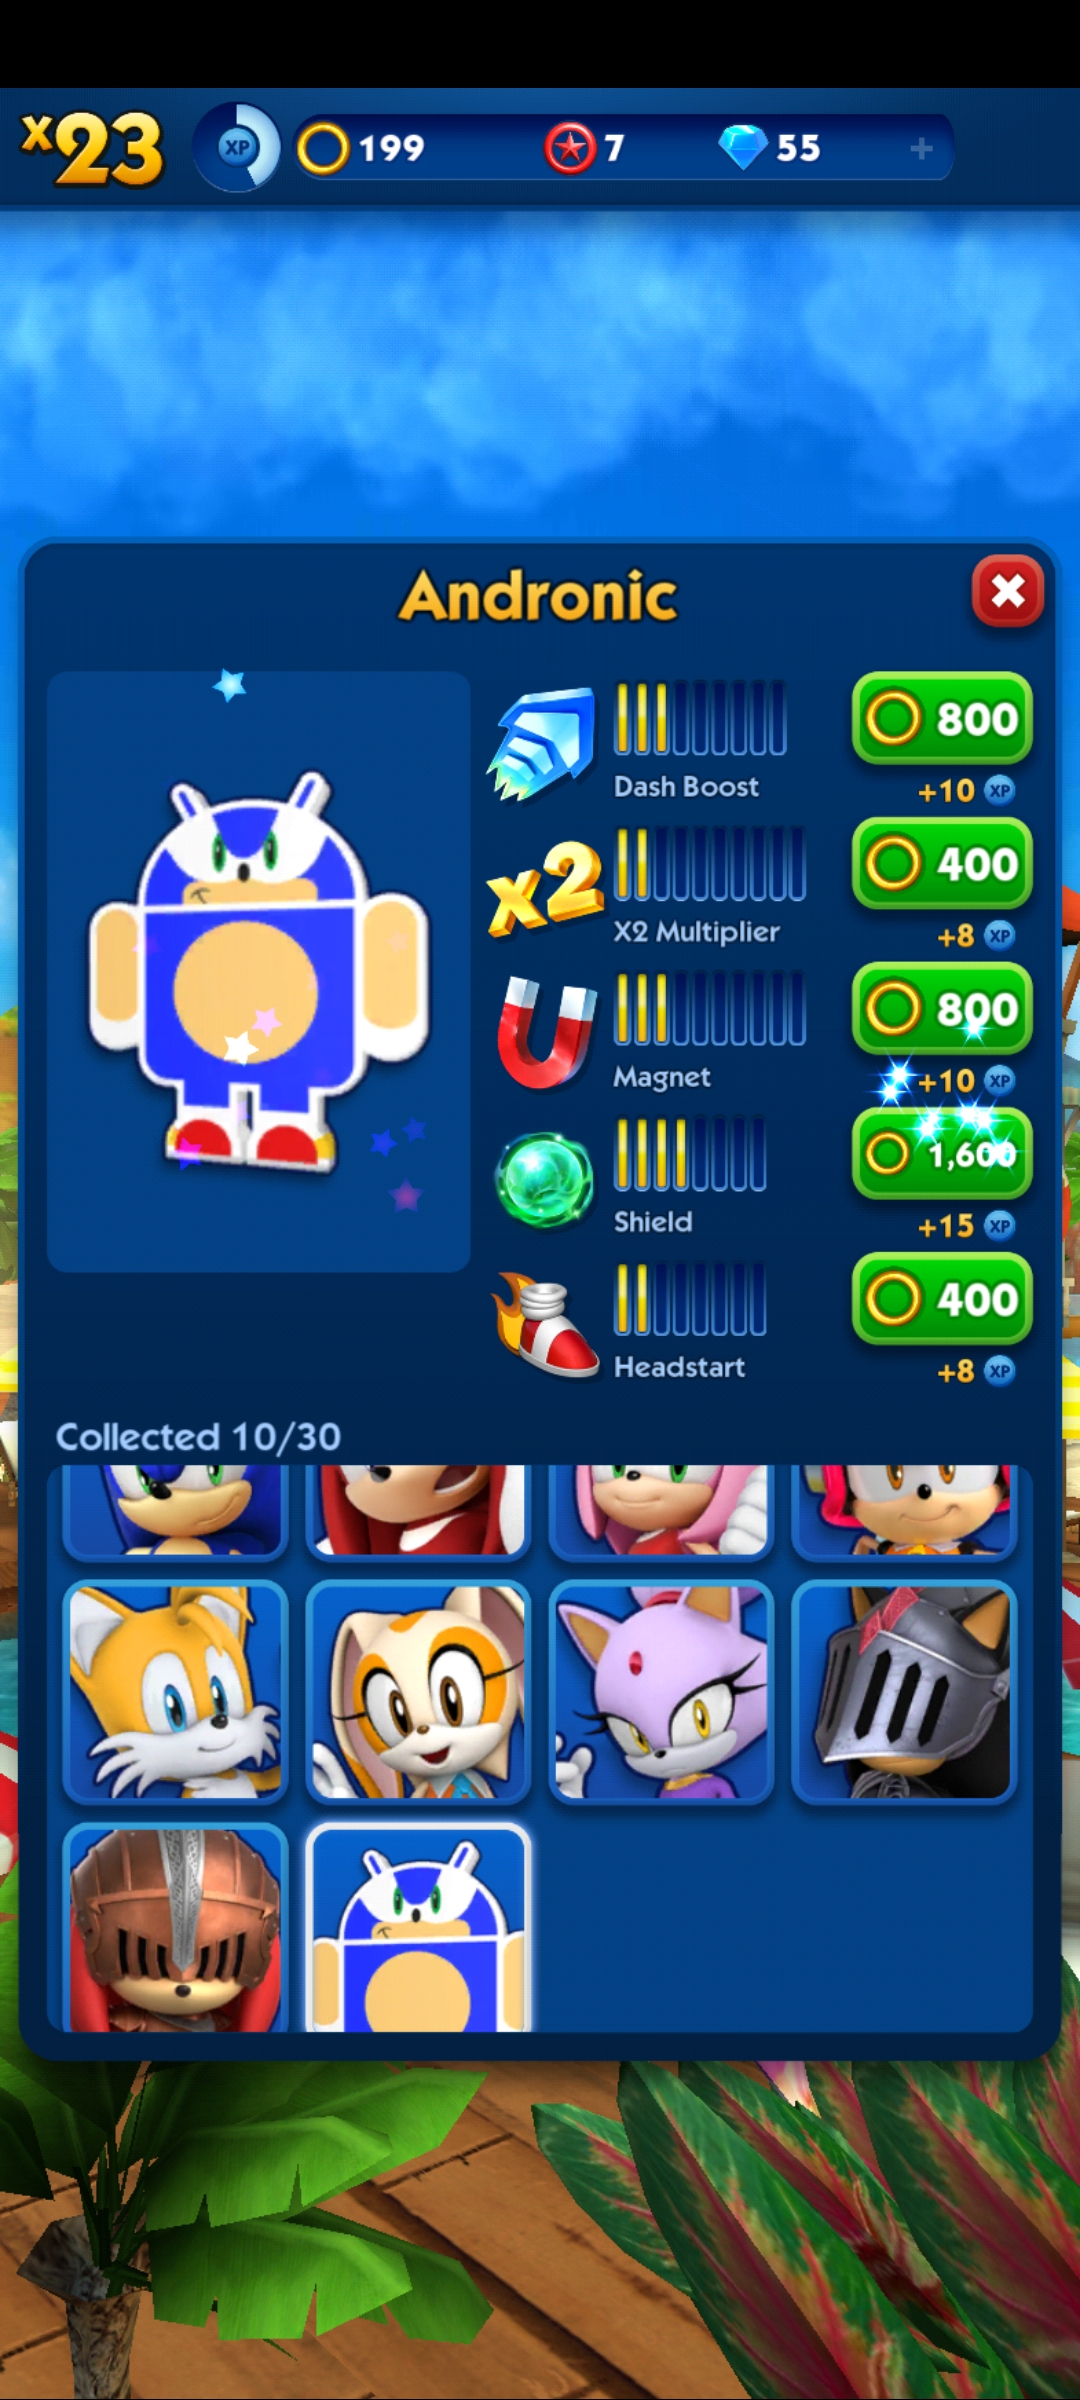 x23
XP
199
7
55
+
Andronic
800
Dash Boost
+10 XP
x2
400
X2 Multiplier
+8 XP
800
Magnet
+10 XP
1,600
Shield
+15 XP
400
Headstart
+8 XP
Collected 10/30